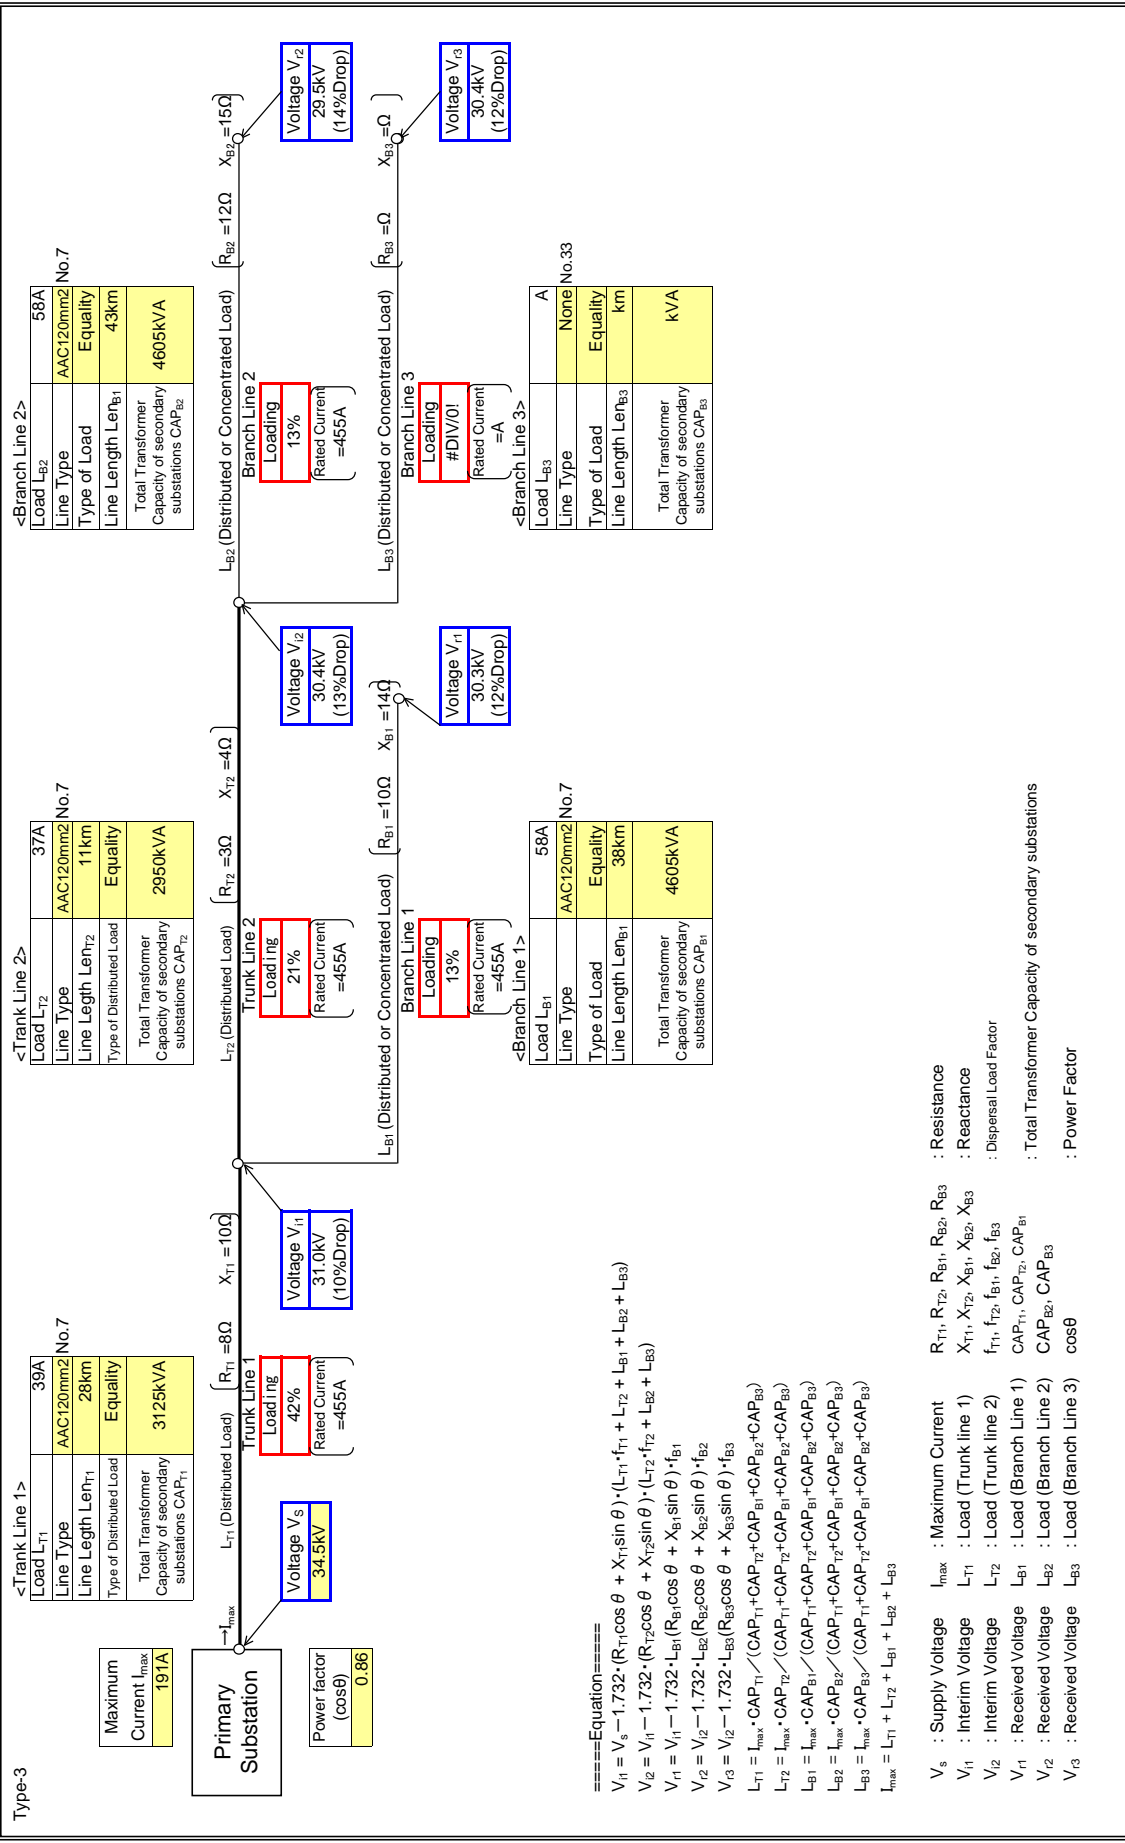 Type-3
<Trank Line 1>
Load LT1 39A
Line Type AAC120mm2 No.7
Line Legth LenT1 28km
Type of Distributed Load Equality
Total Transformer
Capacity of secondary
substations CAPT1
3125kVA
<Trank Line 2>
Load LT2 37A
Line Type AAC120mm2 No.7
Line Legth LenT2 11km
Type of Distributed Load Equality
Total Transformer
Capacity of secondary
substations CAPT2
2950kVA
<Branch Line 2>
Load LB2 58A
Line Type AAC120mm2 No.7
Type of Load Equality
Line Length LenB1 43km
Total Transformer
Capacity of secondary
substations CAPB2
4605kVA
Maximum
Current Imax
191A
Primary
Substation
Power factor
(cosθ)
0.86
→Imax
Voltage VS
34.5kV
LT1 (Distributed Load)
RT1 =8Ω XT1 =10Ω
Trunk Line 1
Loading
42%
Rated Current
=455A
Voltage Vi1
31.0kV
(10%Drop)
LT2 (Distributed Load)
RT2 =3Ω XT2 =4Ω
Trunk Line 2
Loading
21%
Rated Current
=455A
Voltage Vi2
30.4kV
(13%Drop)
LB2 (Distributed or Concentrated Load)
RB2 =12Ω XB2 =15Ω
Branch Line 2
Loading
13%
Rated Current
=455A
Voltage Vr2
29.5kV
(14%Drop)
LB1 (Distributed or Concentrated Load)
RB1 =10Ω XB1 =14Ω
Branch Line 1
Loading
13%
Rated Current
=455A
Voltage Vr1
30.3kV
(12%Drop)
LB3 (Distributed or Concentrated Load)
RB3 =Ω XB3 =Ω
Branch Line 3
Loading
#DIV/0!
Rated Current
=A
Voltage Vr3
30.4kV
(12%Drop)
<Branch Line 1>
Load LB1 58A
Line Type AAC120mm2 No.7
Type of Load Equality
Line Length LenB1 38km
Total Transformer
Capacity of secondary
substations CAPB1
4605kVA
<Branch Line 3>
Load LB3 A
Line Type None No.33
Type of Load Equality
Line Length LenB3 km
Total Transformer
Capacity of secondary
substations CAPB3
kVA
=====Equation=====
Vi1 = Vs－1.732・(RT1cos θ + XT1sin θ)・(LT1・fT1 + LT2 + LB1 + LB2 + LB3)
Vi2 = Vi1－1.732・(RT2cos θ + XT2sin θ)・(LT2・fT2 + LB2 + LB3)
Vr1 = Vi1－1.732・LB1(RB1cos θ + XB1sin θ)・fB1
Vr2 = Vi2－1.732・LB2(RB2cos θ + XB2sin θ)・fB2
Vr3 = Vi2－1.732・LB3(RB3cos θ + XB3sin θ)・fB3
LT1 = Imax・CAPT1／(CAPT1+CAPT2+CAPB1+CAPB2+CAPB3)
LT2 = Imax・CAPT2／(CAPT1+CAPT2+CAPB1+CAPB2+CAPB3)
LB1 = Imax・CAPB1／(CAPT1+CAPT2+CAPB1+CAPB2+CAPB3)
LB2 = Imax・CAPB2／(CAPT1+CAPT2+CAPB1+CAPB2+CAPB3)
LB3 = Imax・CAPB3／(CAPT1+CAPT2+CAPB1+CAPB2+CAPB3)
Imax = LT1 + LT2 + LB1 + LB2 + LB3
Vs : Supply Voltage Imax : Maximum Current RT1, RT2, RB1, RB2, RB3 : Resistance
Vi1 : Interim Voltage LT1 : Load (Trunk line 1) XT1, XT2, XB1, XB2, XB3 : Reactance
Vi2 : Interim Voltage LT2 : Load (Trunk line 2) fT1, fT2, fB1, fB2, fB3 : Dispersal Load Factor
Vr1 : Received Voltage LB1 : Load (Branch Line 1) CAPT1, CAPT2, CAPB1 : Total Transformer Capacity of secondary substations
Vr2 : Received Voltage LB2 : Load (Branch Line 2) CAPB2, CAPB3
Vr3 : Received Voltage LB3 : Load (Branch Line 3) cosθ : Power Factor